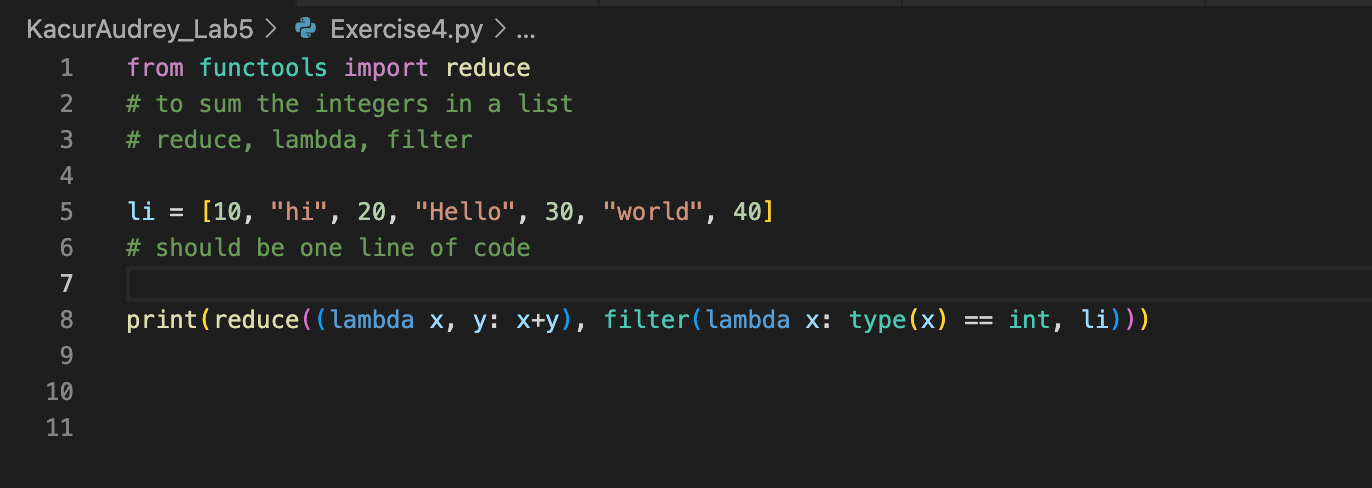 KacurAudrey_Lab5 > Exercise4.py > ...
1 from functools import reduce
2 # to sum the integers in a list
3 # reduce, lambda, filter
4
5 li = [10, "hi", 20, "Hello", 30, "world", 40]
6 # should be one line of code
7
8 print(reduce((lambda x, y: x+y), filter(lambda x: type(x) == int, li)))
9
10
11